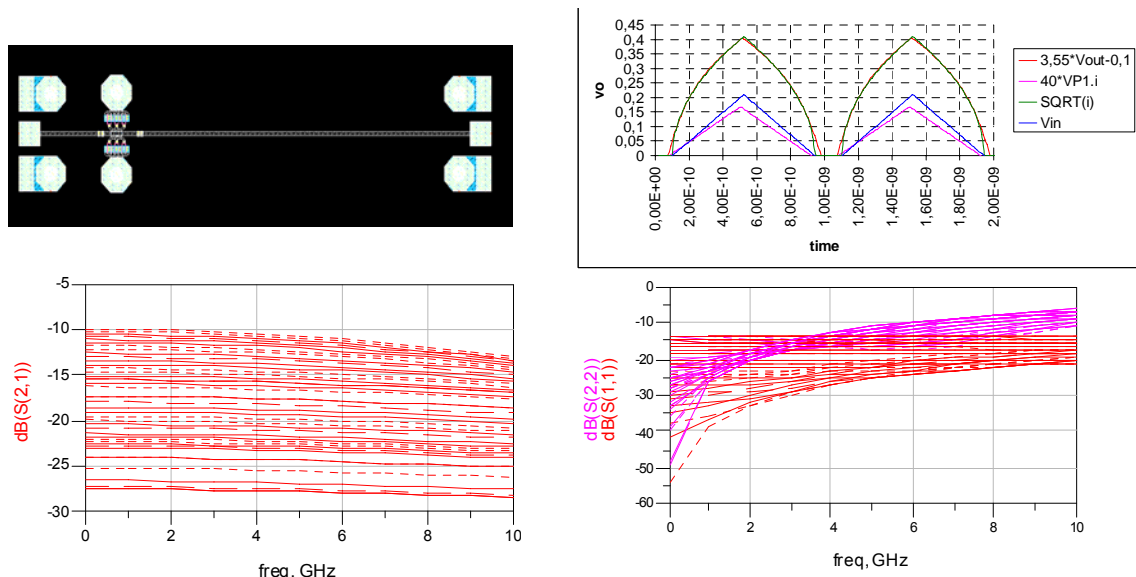 0,45
0,4
0,35
0,3
0,25
0,2
0,15
0,1
0,05
0
vo
0,00E+00
2,00E-10
4,00E-10
6,00E-10
8,00E-10
1,00E-09
1,20E-09
1,40E-09
1,60E-09
1,80E-09
2,00E-09
time
3,55*Vout-0,1
40*VP1.i
SQRT(i)
Vin
-5
-10
-15
-20
-25
-30
dB(S(2,1))
0 2 4 6 8 10
freq, GHz
0
-10
-20
-30
-40
-50
-60
dB(S(2,2))
dB(S(1,1))
0 2 4 6 8 10
freq, GHz